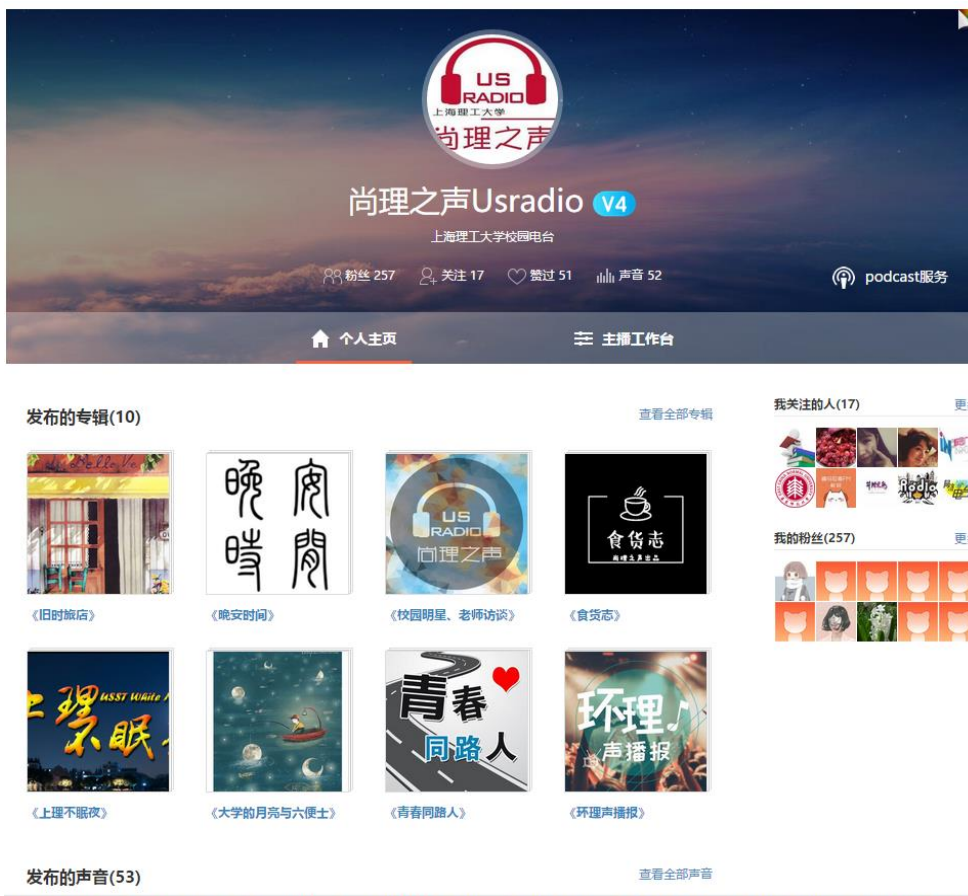 US
RADIO
上海理工大学
尚理之声
尚理之声Usradio V4
上海理工大学校园电台
粉丝 257 关注 17 赞过 51 声音 52
podcast服务
个人主页 主播工作台
发布的专辑(10) 查看全部专辑
我关注的人(17) 更
晚安
时间
US
RADIO
尚理之声
食货志
尚理之声出品
Radio
《旧时旅店》 《晚安时间》 《校园明星、老师访谈》 《食货志》
我的粉丝(257) 更
上理 USST White
不眠
青春
同路人
环理
声播报
《上理不眠夜》 《大学的月亮与六便士》 《青春同路人》 《环理声播报》
发布的声音(53) 查看全部声音